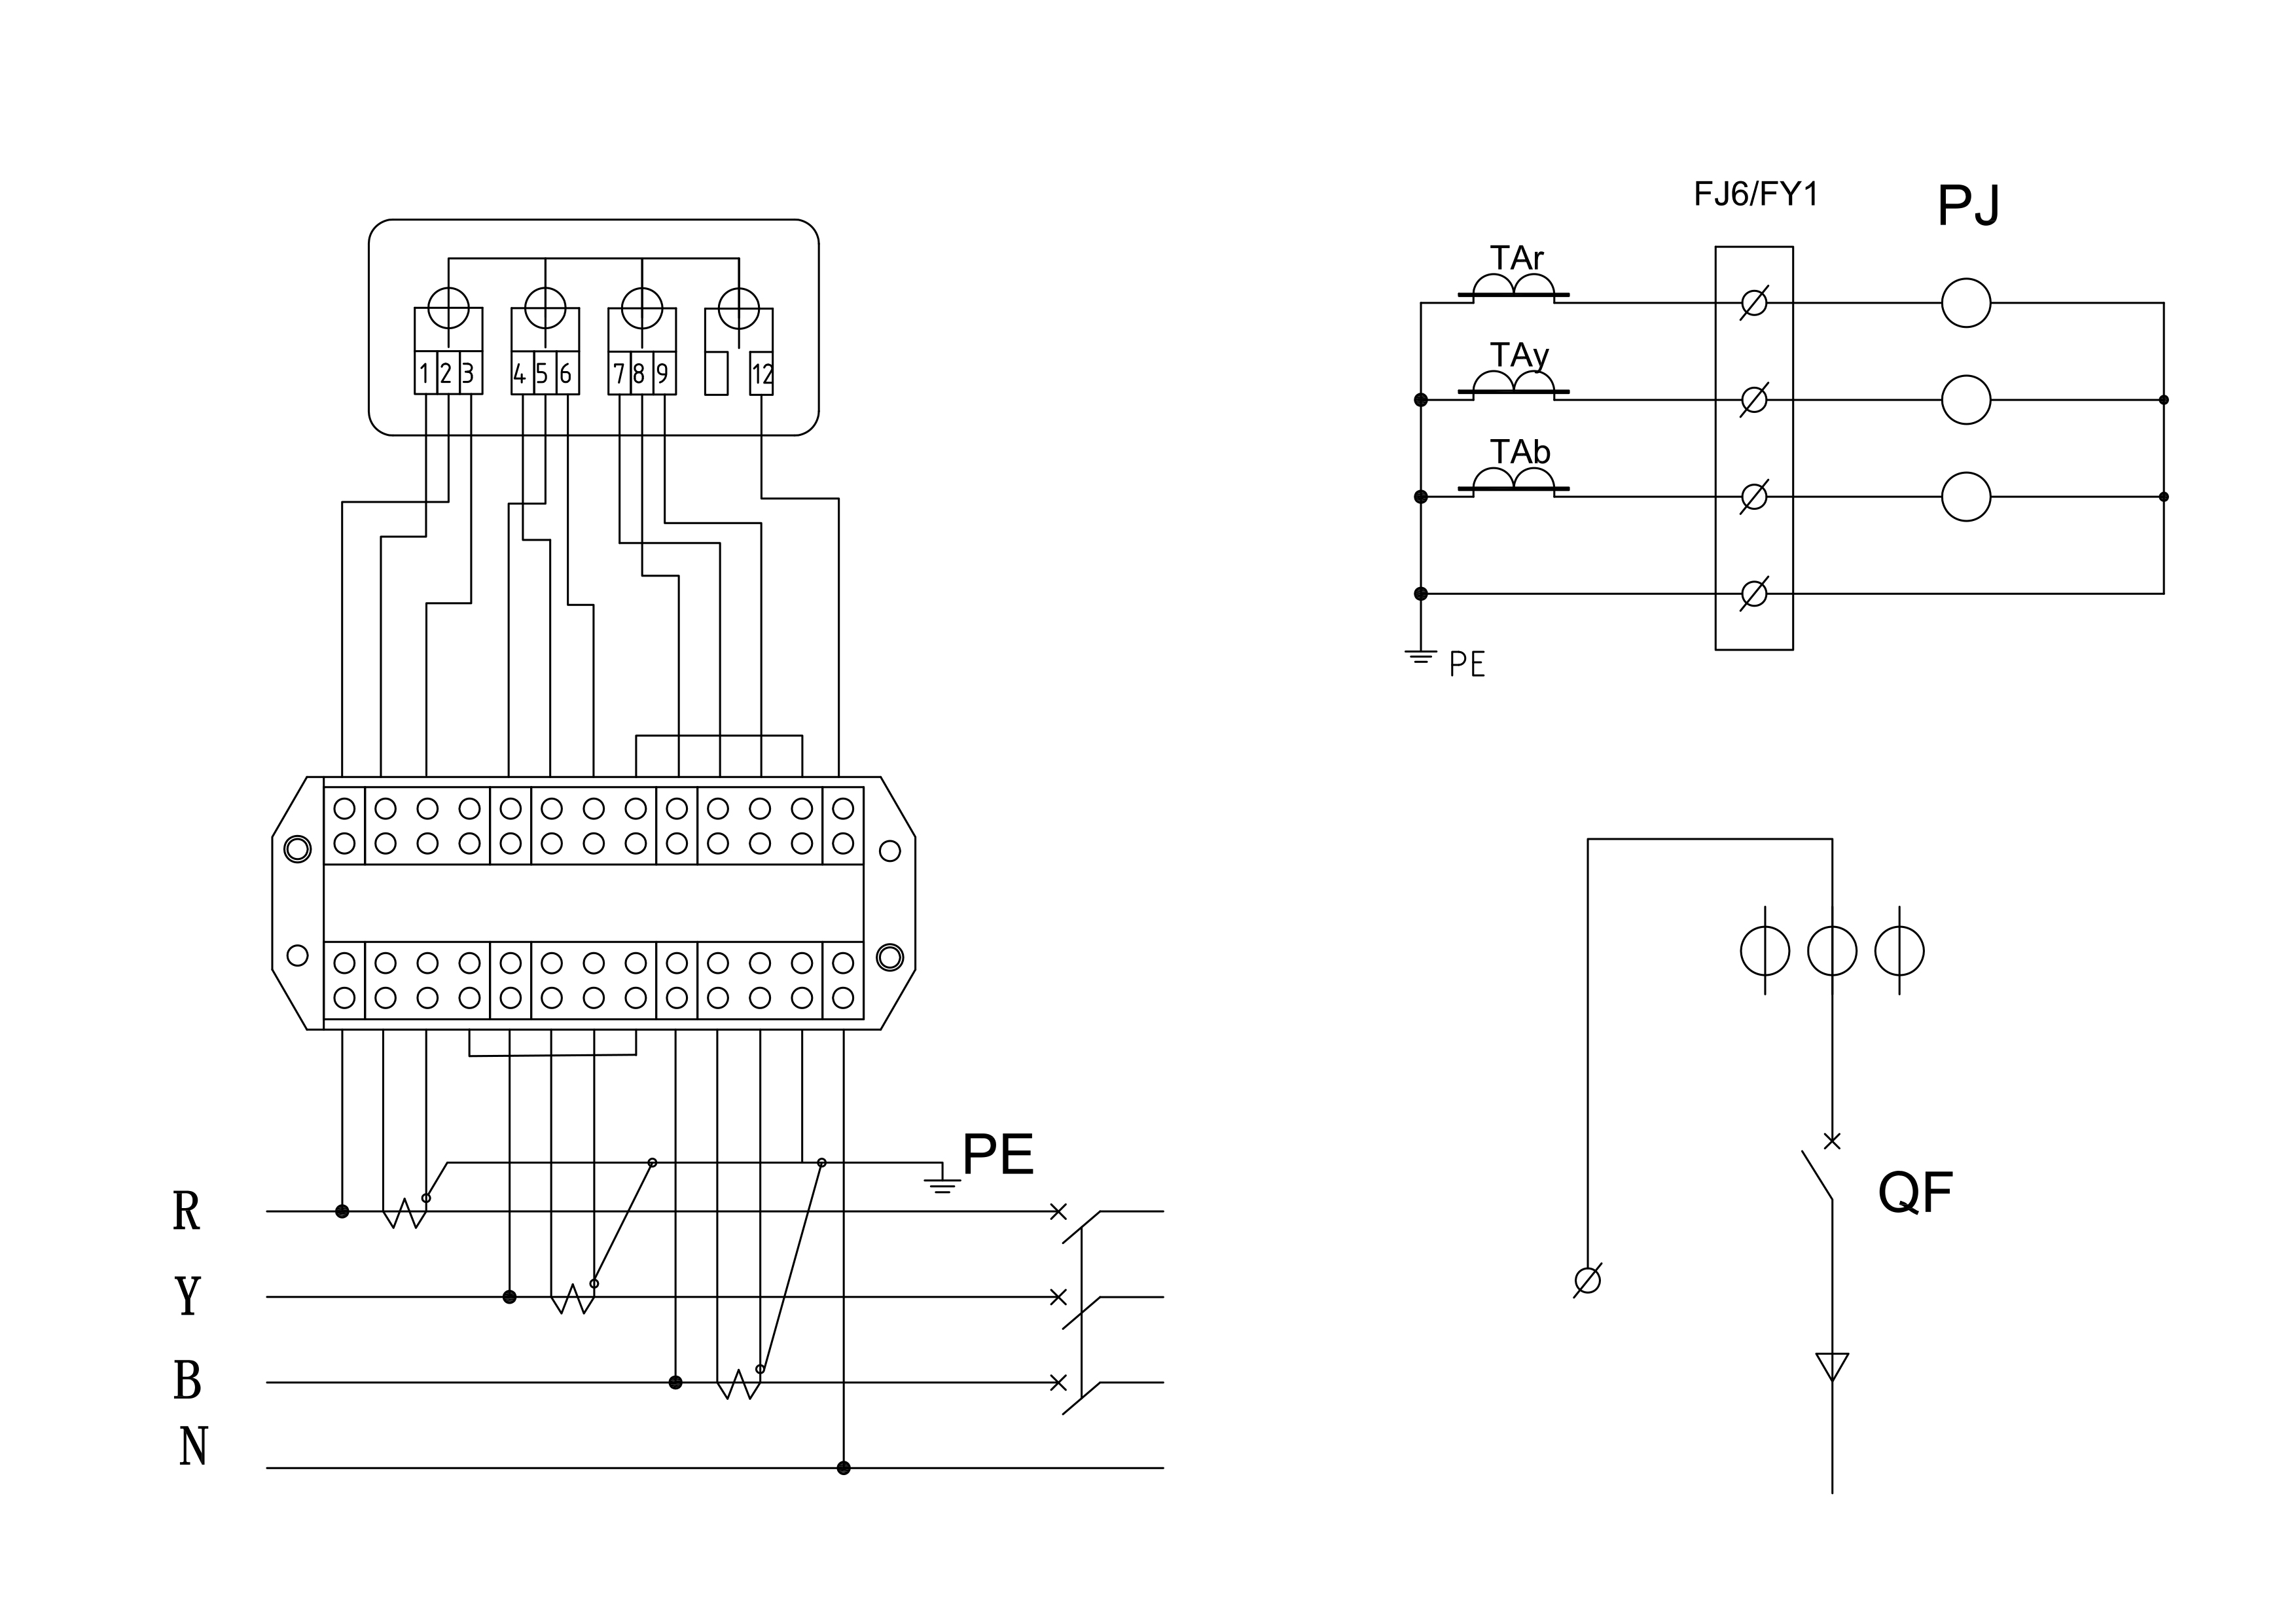 FJ6/FY1
PJ
TAr
TAy
TAb
1 2 3 4 5 6 7 8 9 12
PE
PE
R
QF
Y
B
N